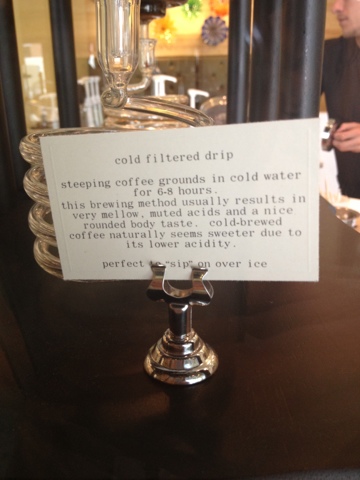 cold filtered drip
steeping coffee grounds in cold water
for 6-8 hours.
this brewing method usually results in
very mellow, muted acids and a nice
rounded body taste. cold-brewed
coffee naturally seems sweeter due to
its lower acidity.
perfect to "sip" on over ice